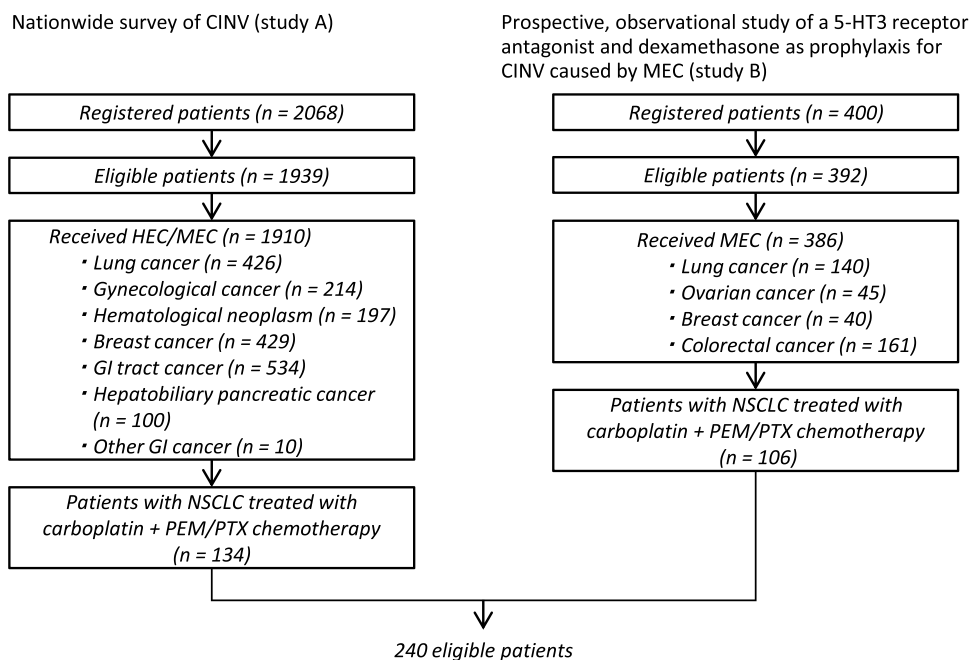 Nationwide survey of CINV (study A)
Registered patients (n = 2068)
Eligible patients (n = 1939)
Received HEC/MEC (n = 1910)
・Lung cancer (n = 426)
・Gynecological cancer (n = 214)
・Hematological neoplasm (n = 197)
・Breast cancer (n = 429)
・GI tract cancer (n = 534)
・Hepatobiliary pancreatic cancer
(n = 100)
・Other GI cancer (n = 10)
Patients with NSCLC treated with
carboplatin + PEM/PTX chemotherapy
(n = 134)
Prospective, observational study of a 5-HT3 receptor
antagonist and dexamethasone as prophylaxis for
CINV caused by MEC (study B)
Registered patients (n = 400)
Eligible patients (n = 392)
Received MEC (n = 386)
・Lung cancer (n = 140)
・Ovarian cancer (n = 45)
・Breast cancer (n = 40)
・Colorectal cancer (n = 161)
Patients with NSCLC treated with
carboplatin + PEM/PTX chemotherapy
(n = 106)
240 eligible patients